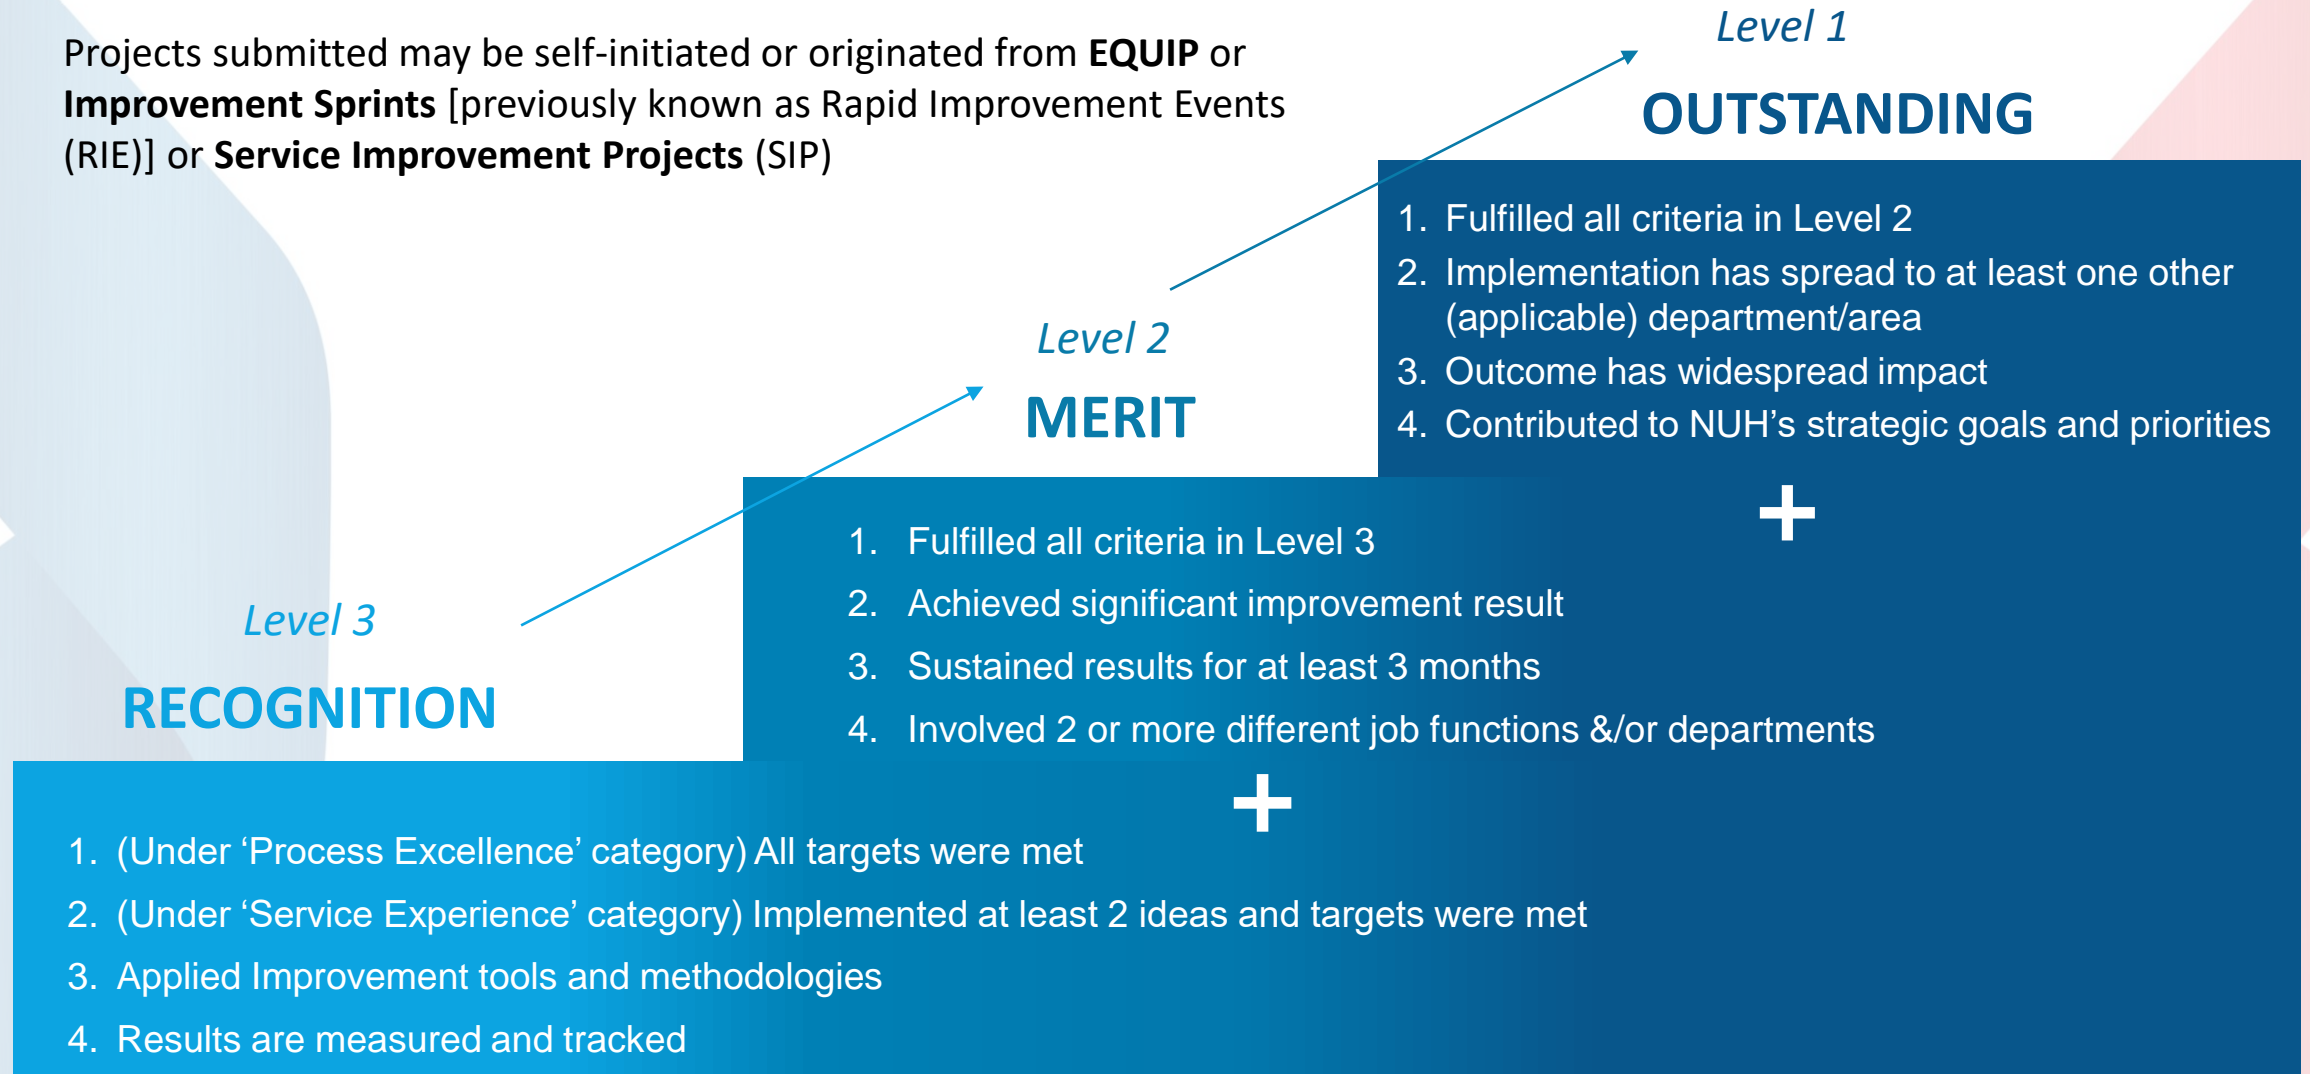 Projects submitted may be self-initiated or originated from EQUIP or
Improvement Sprints [previously known as Rapid Improvement Events
(RIE)] or Service Improvement Projects (SIP)
Level 1
OUTSTANDING
1. Fulfilled all criteria in Level 2
2. Implementation has spread to at least one other
(applicable) department/area
3. Outcome has widespread impact
4. Contributed to NUH’s strategic goals and priorities
+
Level 2
MERIT
1. Fulfilled all criteria in Level 3
2. Achieved significant improvement result
3. Sustained results for at least 3 months
4. Involved 2 or more different job functions &/or departments
+
Level 3
RECOGNITION
1. (Under ‘Process Excellence’ category) All targets were met
2. (Under ‘Service Experience’ category) Implemented at least 2 ideas and targets were met
3. Applied Improvement tools and methodologies
4. Results are measured and tracked